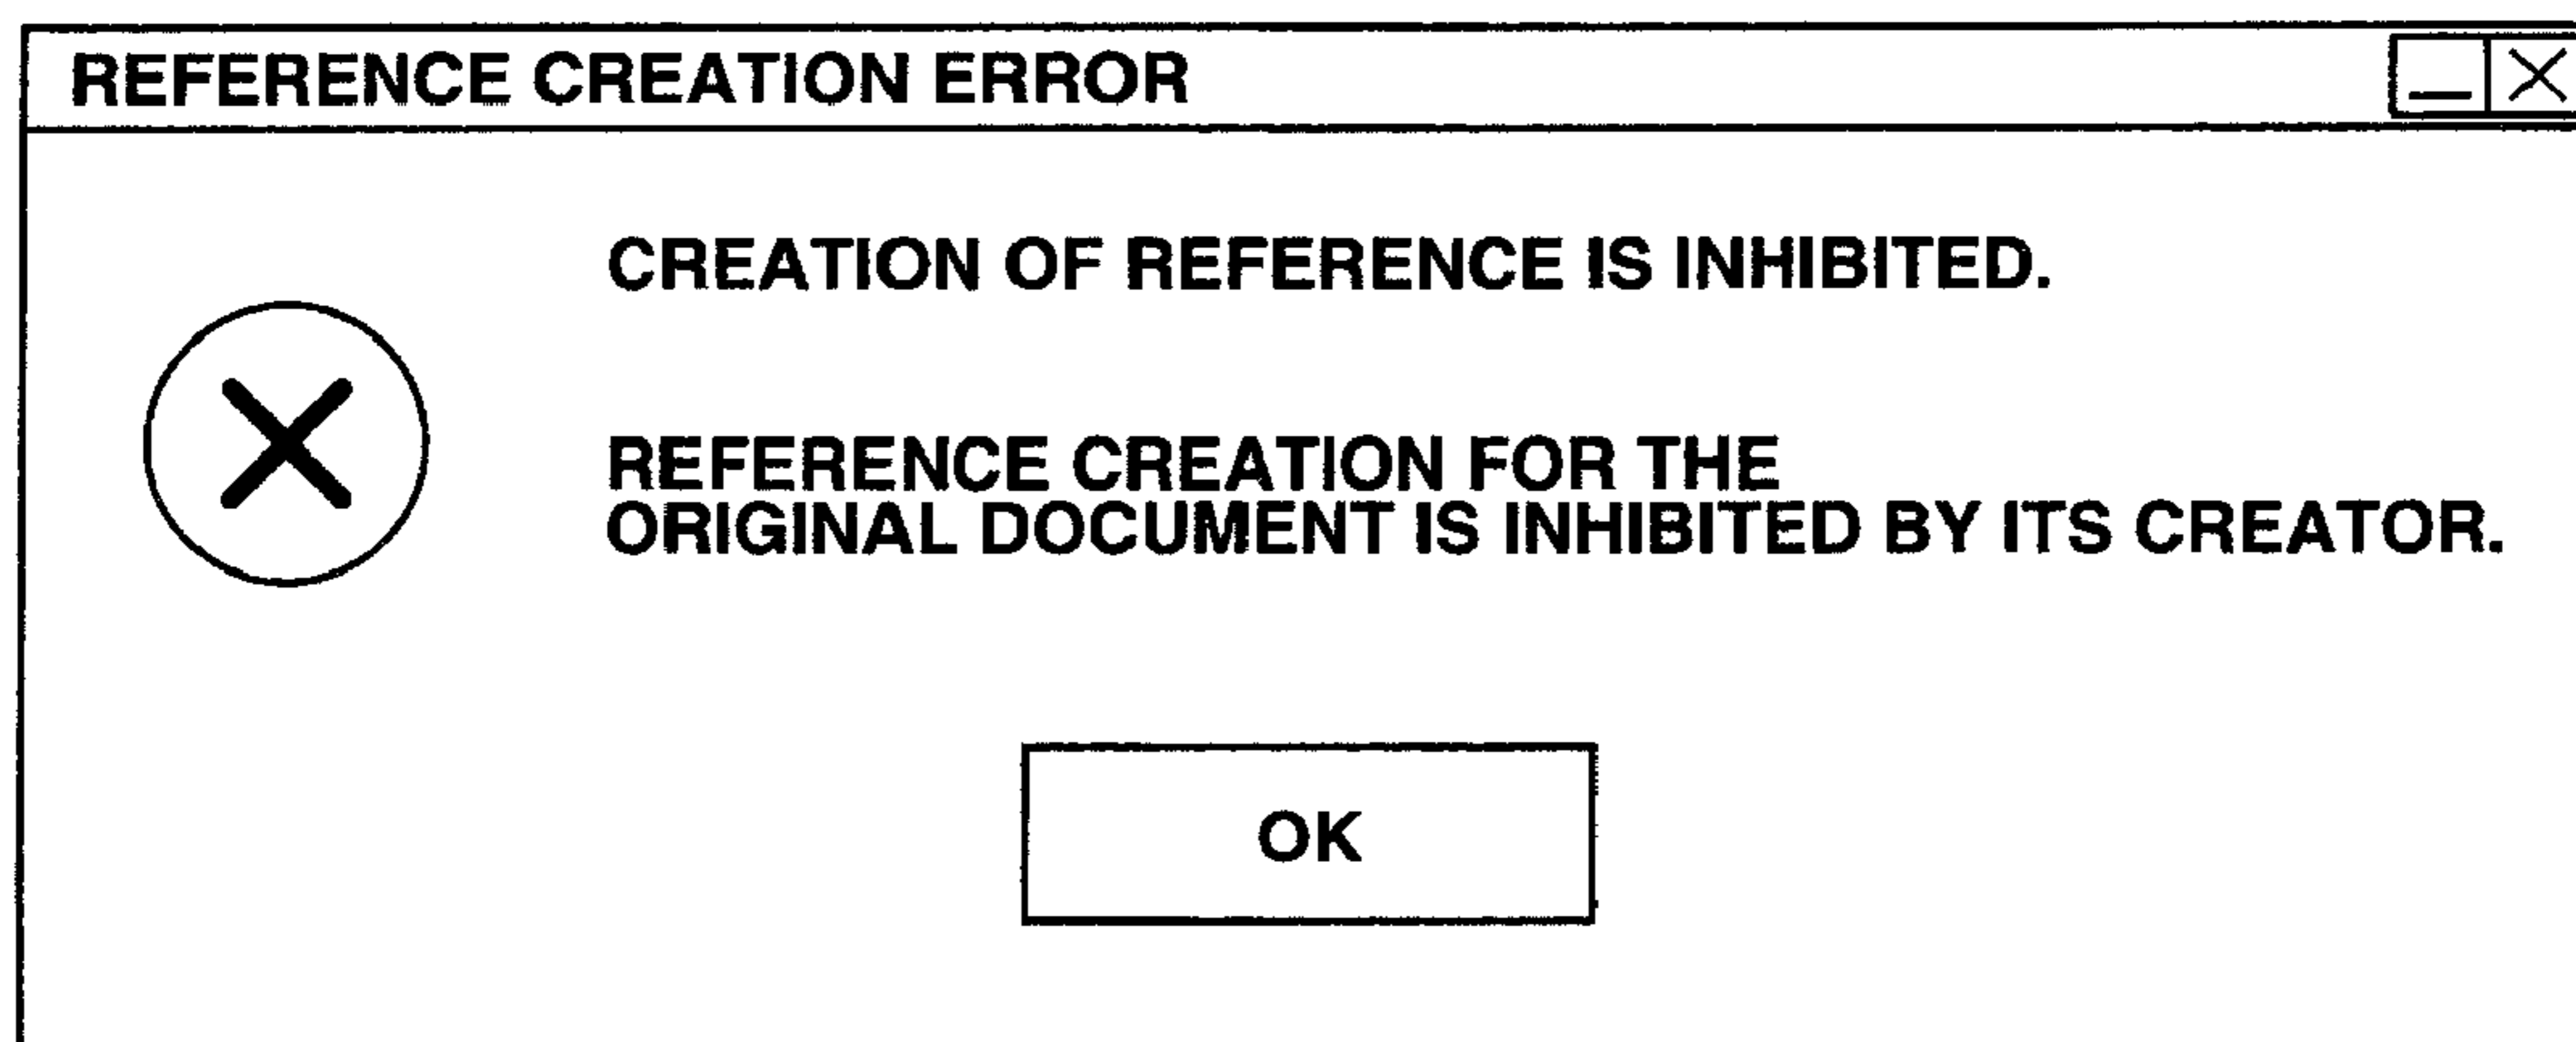 REFERENCE CREATION ERROR
CREATION OF REFERENCE IS INHIBITED.
REFERENCE CREATION FOR THE
ORIGINAL DOCUMENT IS INHIBITED BY ITS CREATOR.
OK